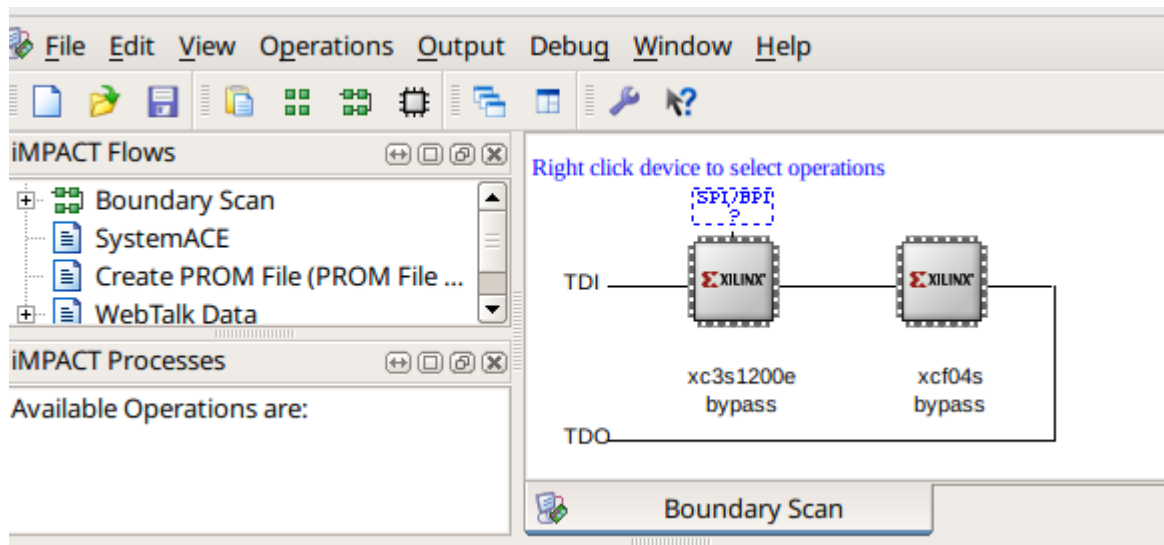 File Edit View Operations Output Debug Window Help
iMPACT Flows
Boundary Scan
SystemACE
Create PROM File (PROM File ...
WebTalk Data
iMPACT Processes
Available Operations are:
Right click device to select operations
SPI/BPI
?
TDI
XILINX
XILINX
xc3s1200e
bypass
xcf04s
bypass
TDO
Boundary Scan